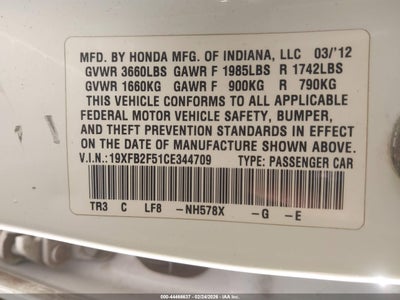 MFD. BY HONDA MFG. OF INDIANA, LLC 03/'12
GVWR 3660LBS GAWR F 1985LBS R 1742LBS
GVWR 1660KG GAWR F 900KG R 790KG
THIS VEHICLE CONFORMS TO ALL APPLICABLE
FEDERAL MOTOR VEHICLE SAFETY, BUMPER,
AND THEFT PREVENTION STANDARDS IN EFFECT
ON THE DATE OF MANUFACTURE SHOWN ABOVE.
V.I.N.:19XFB2F51CE344709 TYPE: PASSENGER CAR
TR3 C LF8 -NH578X -G -E
000-44468637 - 02/24/2026 - IAA Inc.